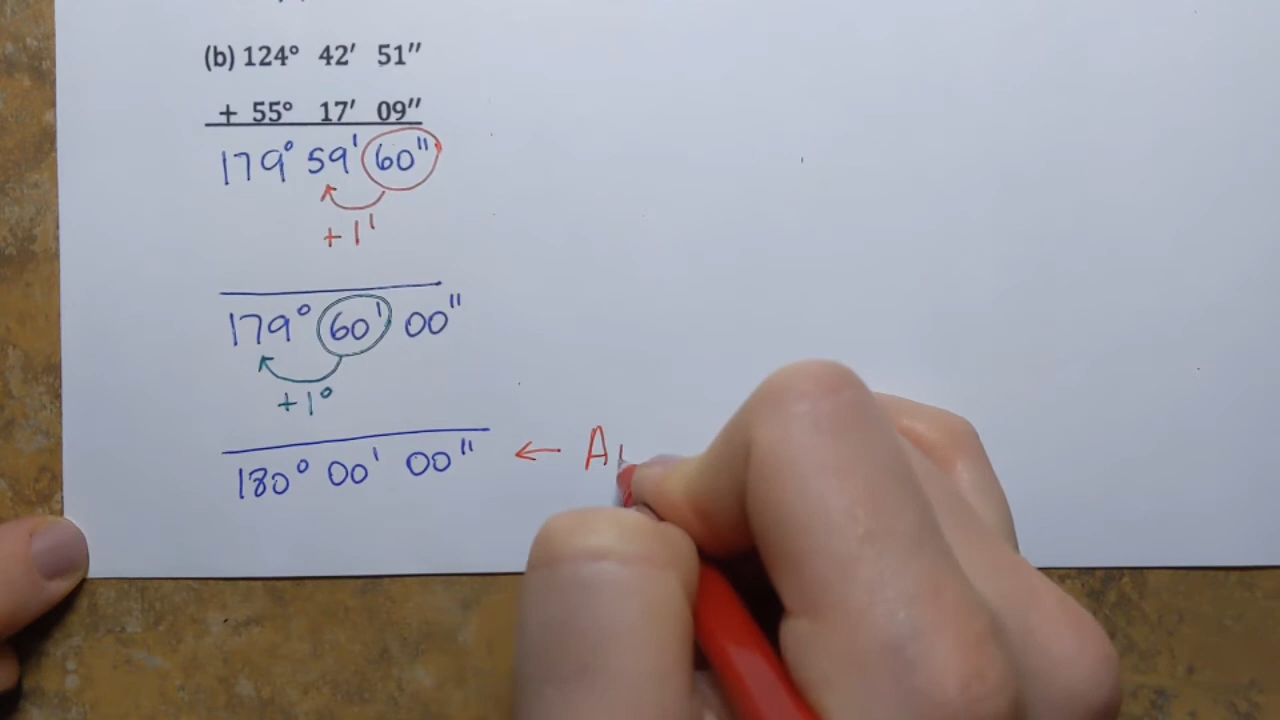 (b) 124° 42′ 51″
+ 55° 17′ 09″
179° 59' 60"
+1'
179° 60' 00"
+1°
180° 00' 00" ← A